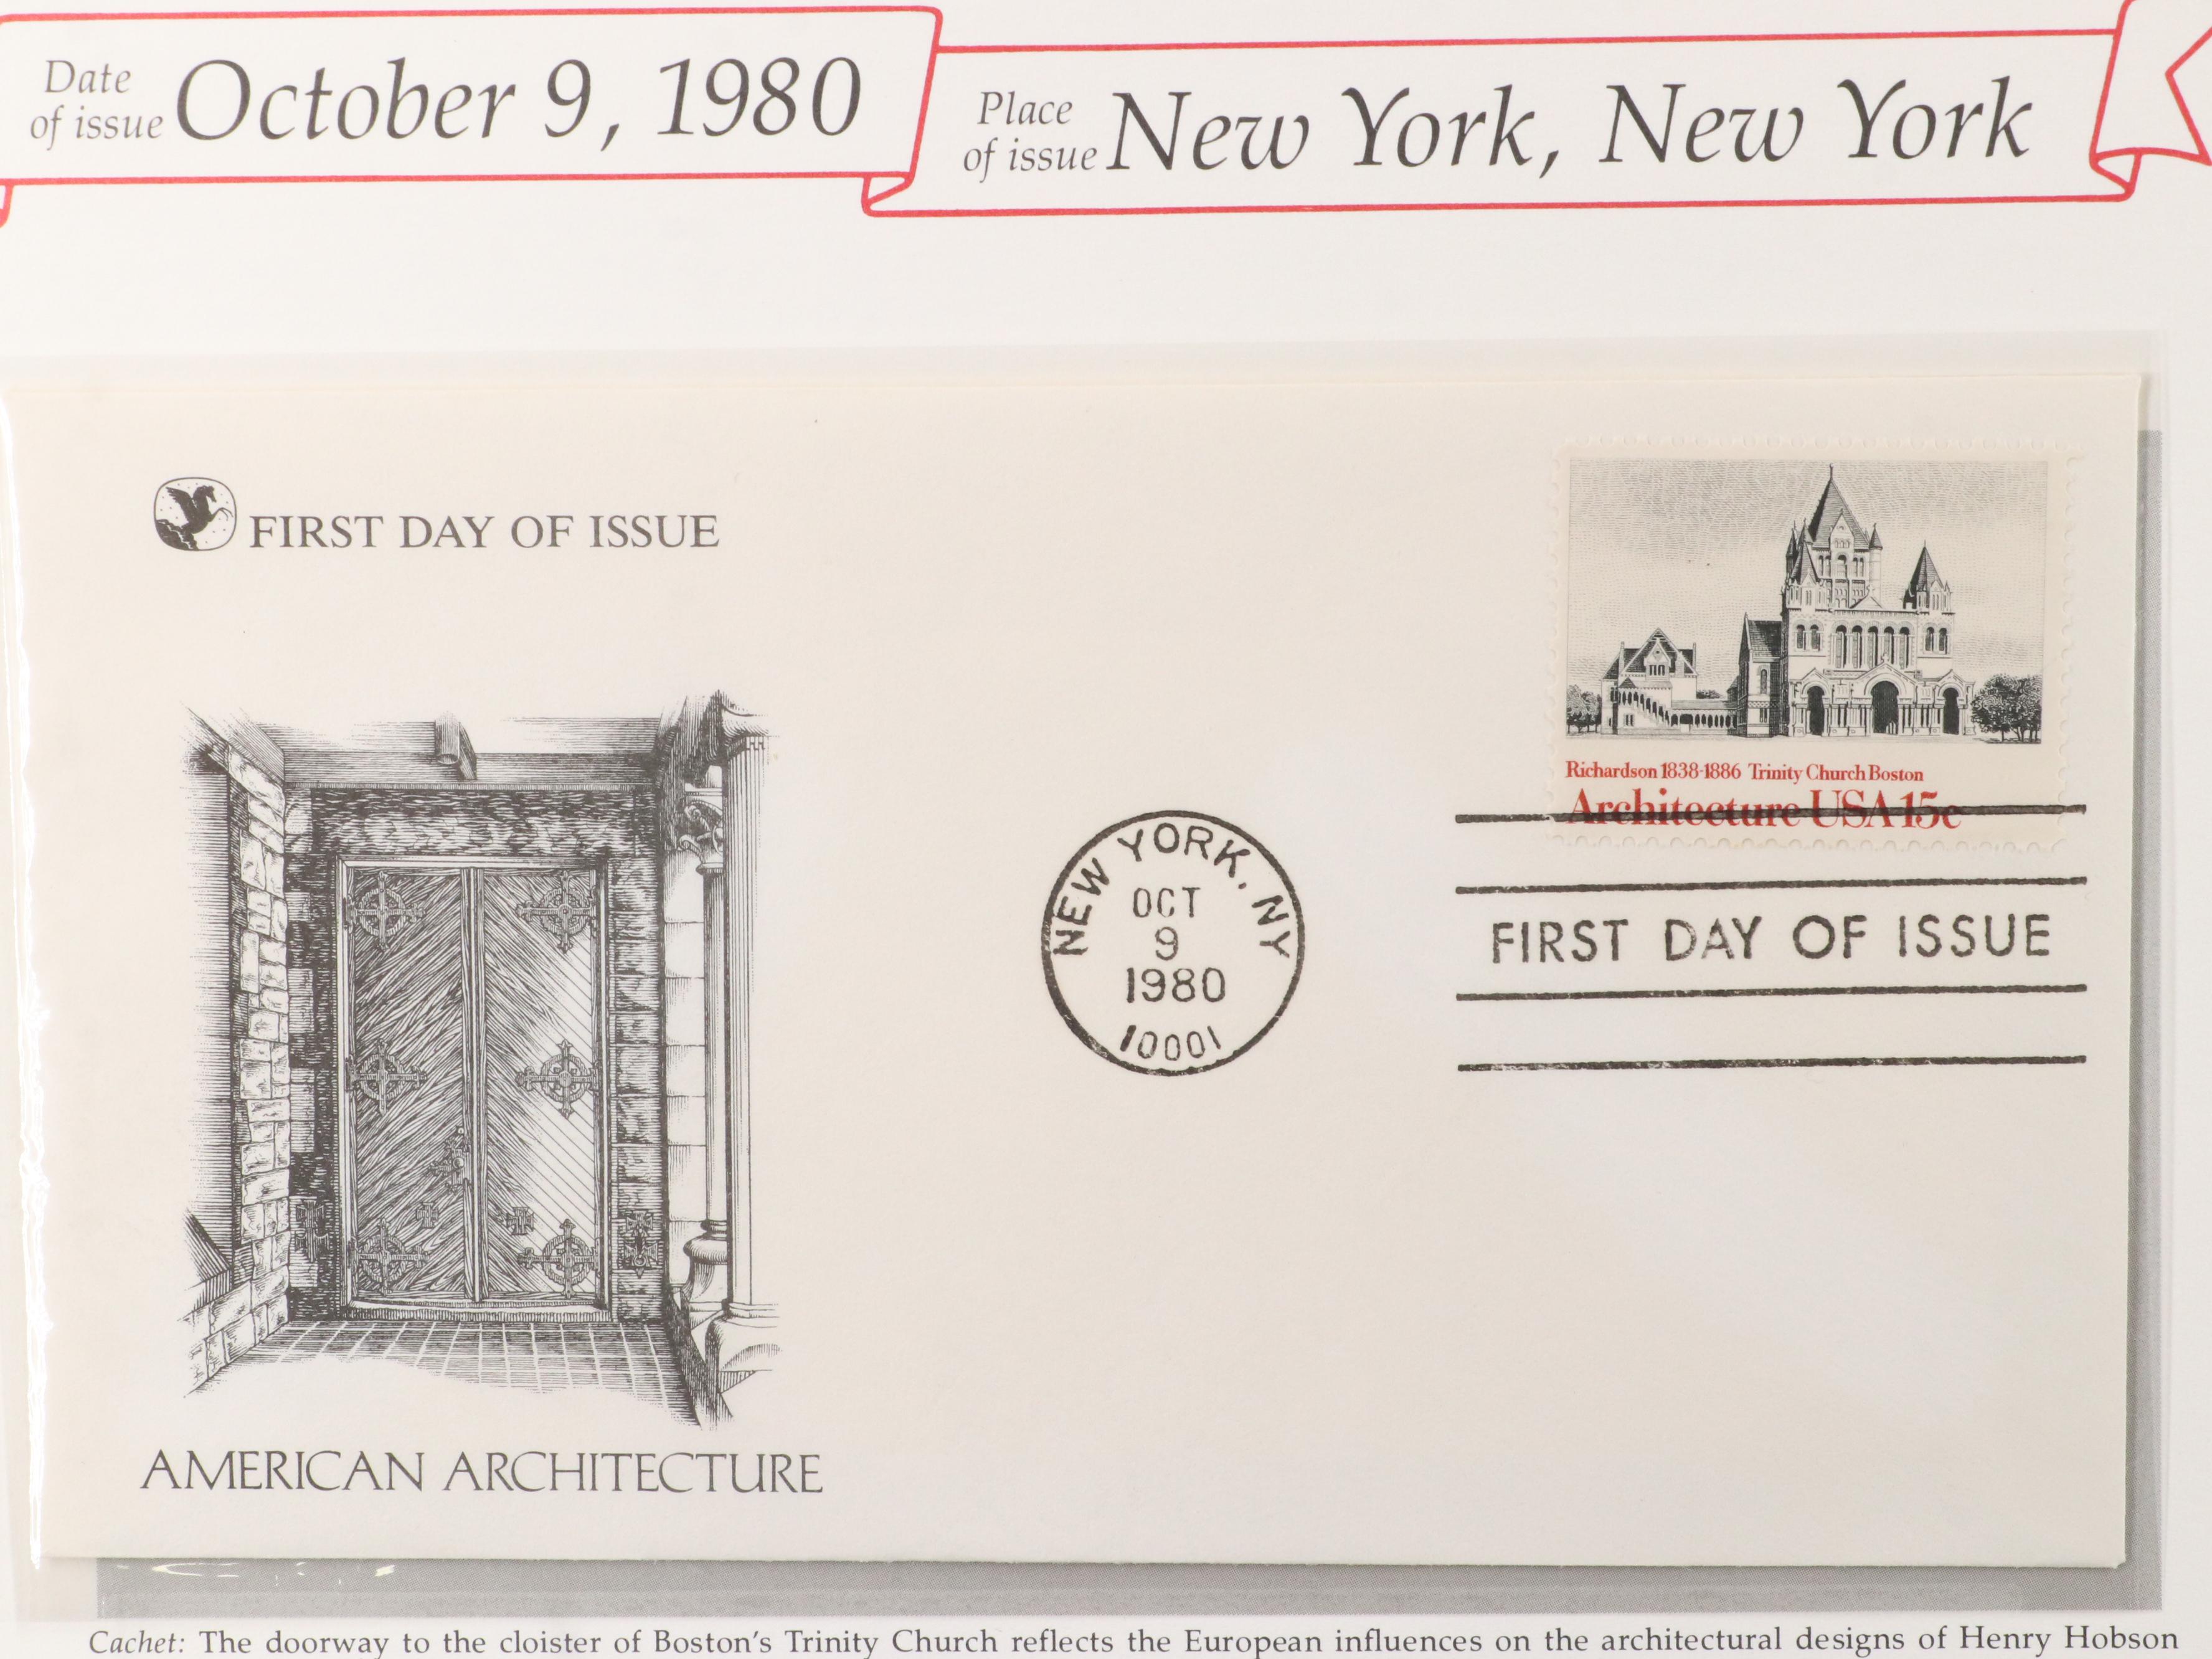 Date
of issue October 9, 1980
Place
of issue New York, New York
FIRST DAY OF ISSUE
Richardson 1838-1886 Trinity Church Boston
Architecture USA 15c
NEW YORK, NY
OCT
9
1980
10001
FIRST DAY OF ISSUE
AMERICAN ARCHITECTURE
Cachet: The doorway to the cloister of Boston's Trinity Church reflects the European influences on the architectural designs of Henry Hobson